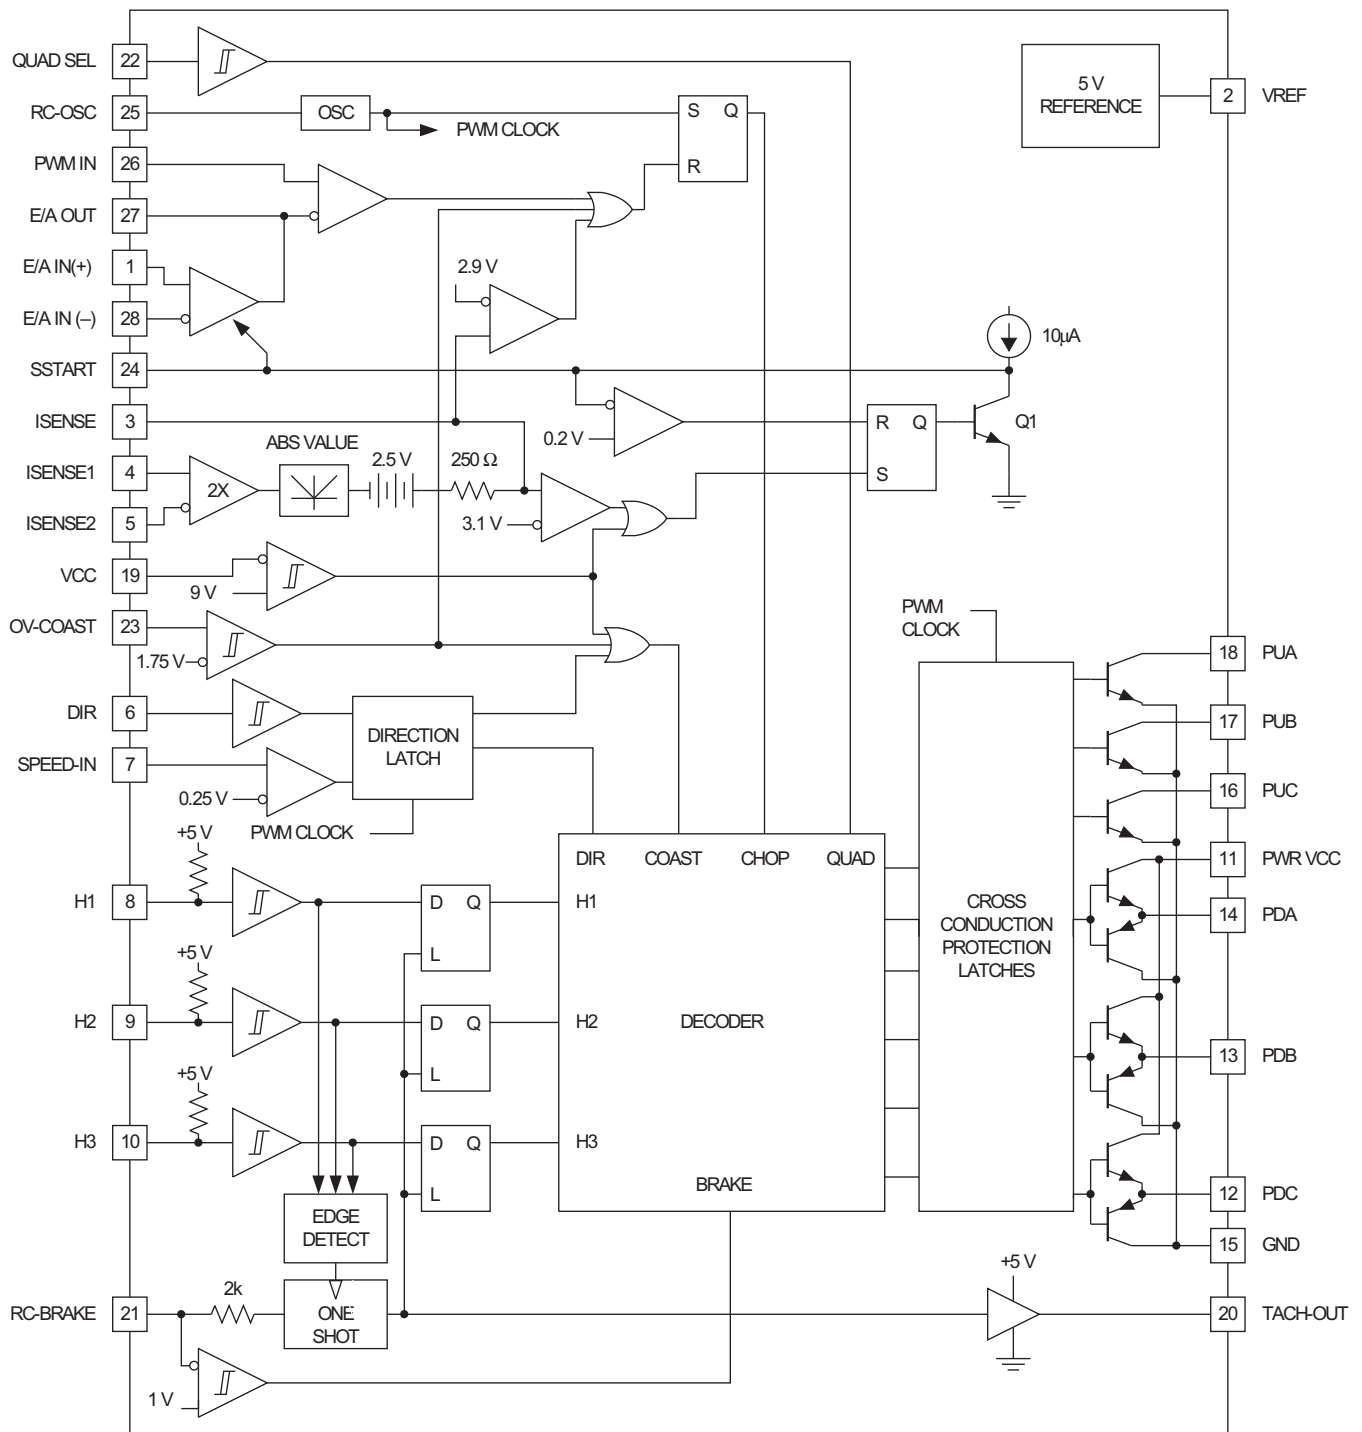 QUAD SEL 22
RC-OSC 25
PWM IN 26
E/A OUT 27
E/A IN(+) 1
E/A IN (–) 28
SSTART 24
ISENSE 3
ISENSE1 4
ISENSE2 5
VCC 19
OV-COAST 23
DIR 6
SPEED-IN 7
H1 8
H2 9
H3 10
RC-BRAKE 21
OSC
PWM CLOCK
S Q
R
5 V
REFERENCE
2 VREF
2.9 V
10µA
Q1
0.2 V
R Q
S
ABS VALUE
2X
2.5 V
250 Ω
3.1 V
9 V
1.75 V
DIRECTION
LATCH
0.25 V
PWM CLOCK
PWM
CLOCK
+5 V
+5 V
+5 V
D Q
L
D Q
L
D Q
L
DIR COAST CHOP QUAD
H1
H2
H3
DECODER
BRAKE
CROSS
CONDUCTION
PROTECTION
LATCHES
EDGE
DETECT
2k
ONE
SHOT
1 V
+5 V
18 PUA
17 PUB
16 PUC
11 PWR VCC
14 PDA
13 PDB
12 PDC
15 GND
20 TACH-OUT